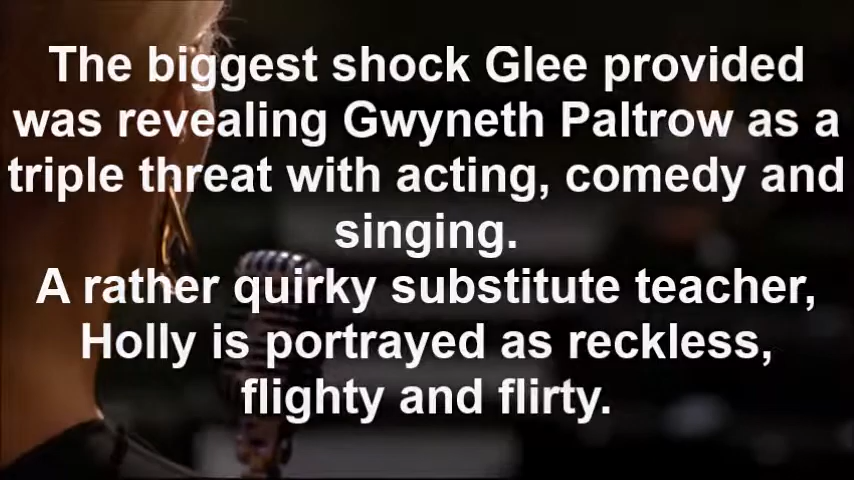 The biggest shock Glee provided
was revealing Gwyneth Paltrow as a
triple threat with acting, comedy and
singing.
A rather quirky substitute teacher,
Holly is portrayed as reckless,
flighty and flirty.